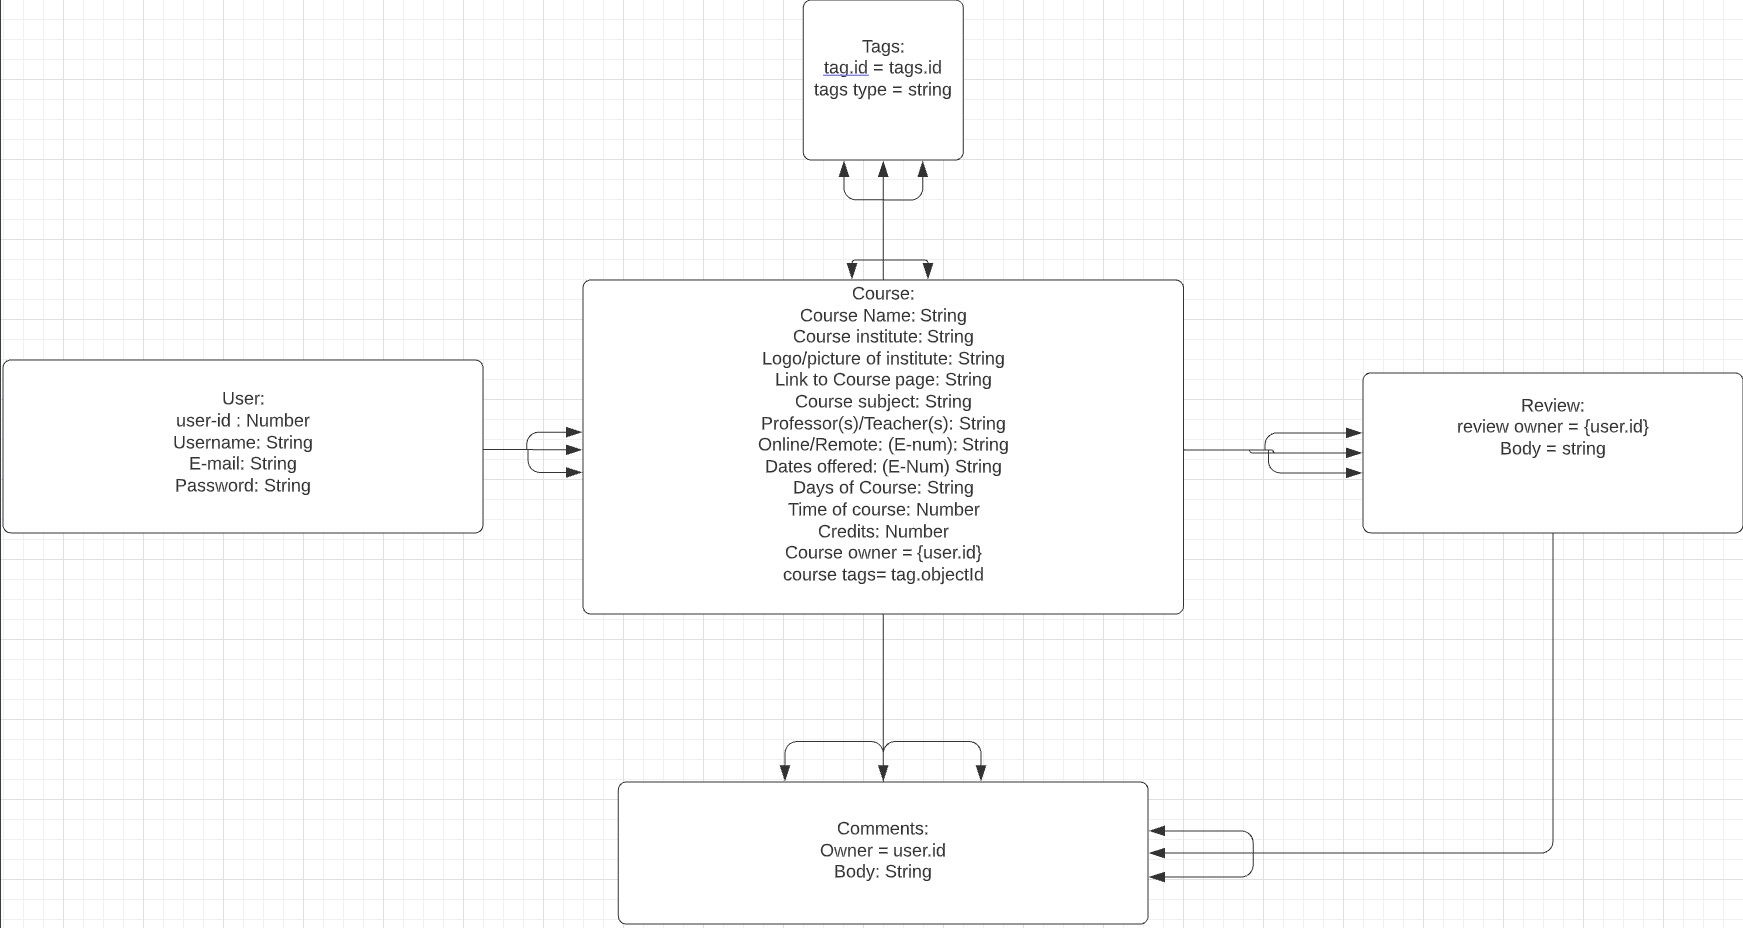 Tags:
tag.id = tags.id
tags type = string
Course:
Course Name: String
Course institute: String
Logo/picture of institute: String
Link to Course page: String
Course subject: String
Professor(s)/Teacher(s): String
Online/Remote: (E-num): String
Dates offered: (E-Num) String
Days of Course: String
Time of course: Number
Credits: Number
Course owner = {user.id}
course tags= tag.objectId
User:
user-id : Number
Username: String
E-mail: String
Password: String
Review:
review owner = {user.id}
Body = string
Comments:
Owner = user.id
Body: String